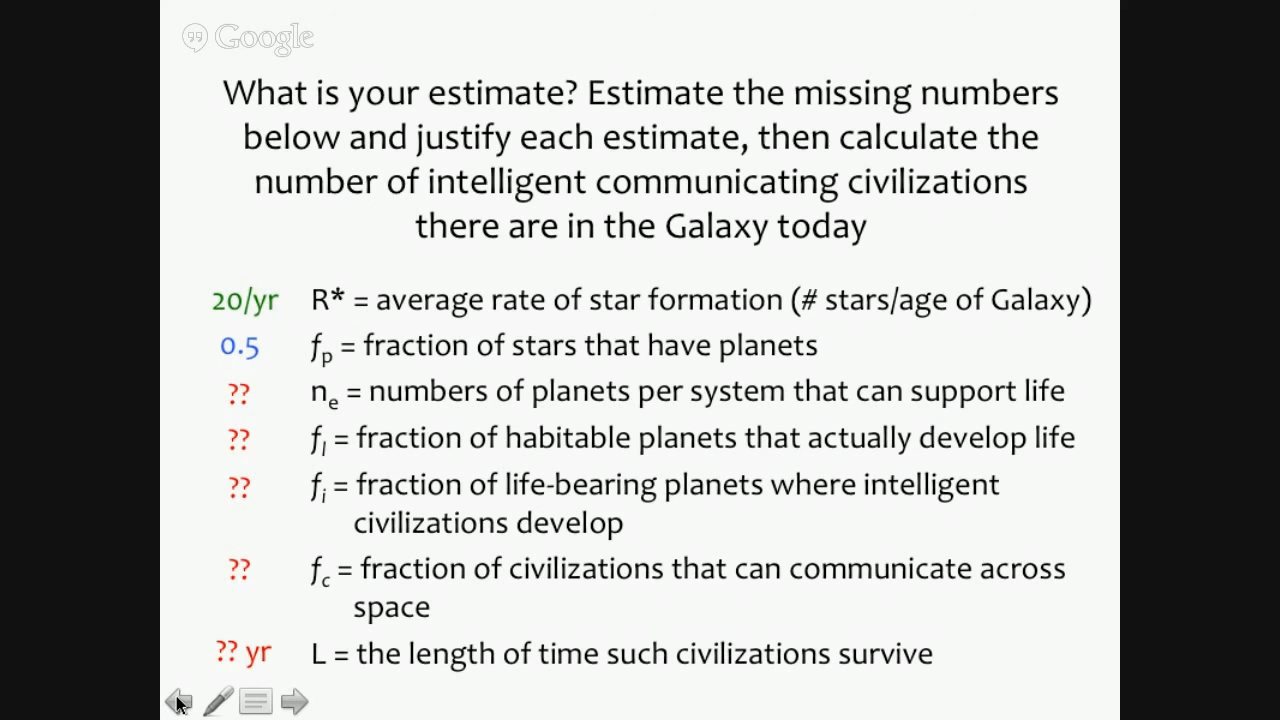 Google
What is your estimate? Estimate the missing numbers
below and justify each estimate, then calculate the
number of intelligent communicating civilizations
there are in the Galaxy today
20/yr R* = average rate of star formation (# stars/age of Galaxy)
0.5 fp = fraction of stars that have planets
?? ne = numbers of planets per system that can support life
?? fl = fraction of habitable planets that actually develop life
?? fi = fraction of life-bearing planets where intelligent
civilizations develop
?? fc = fraction of civilizations that can communicate across
space
?? yr L = the length of time such civilizations survive